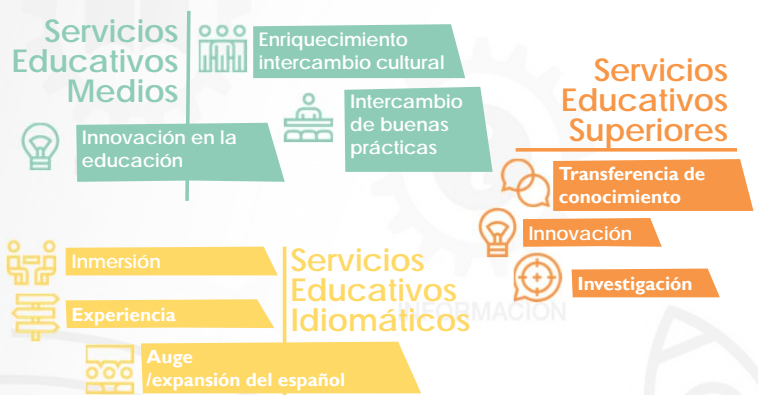 Servicios
Educativos
Medios
Enriquecimiento
intercambio cultural
Intercambio
de buenas
prácticas
Innovación en la
educación
Servicios
Educativos
Superiores
Transferencia de
conocimiento
Innovación
Investigación
Inmersión
Experiencia
Auge
/expansión del español
Servicios
Educativos
Idiomáticos
INFORMACIÓN